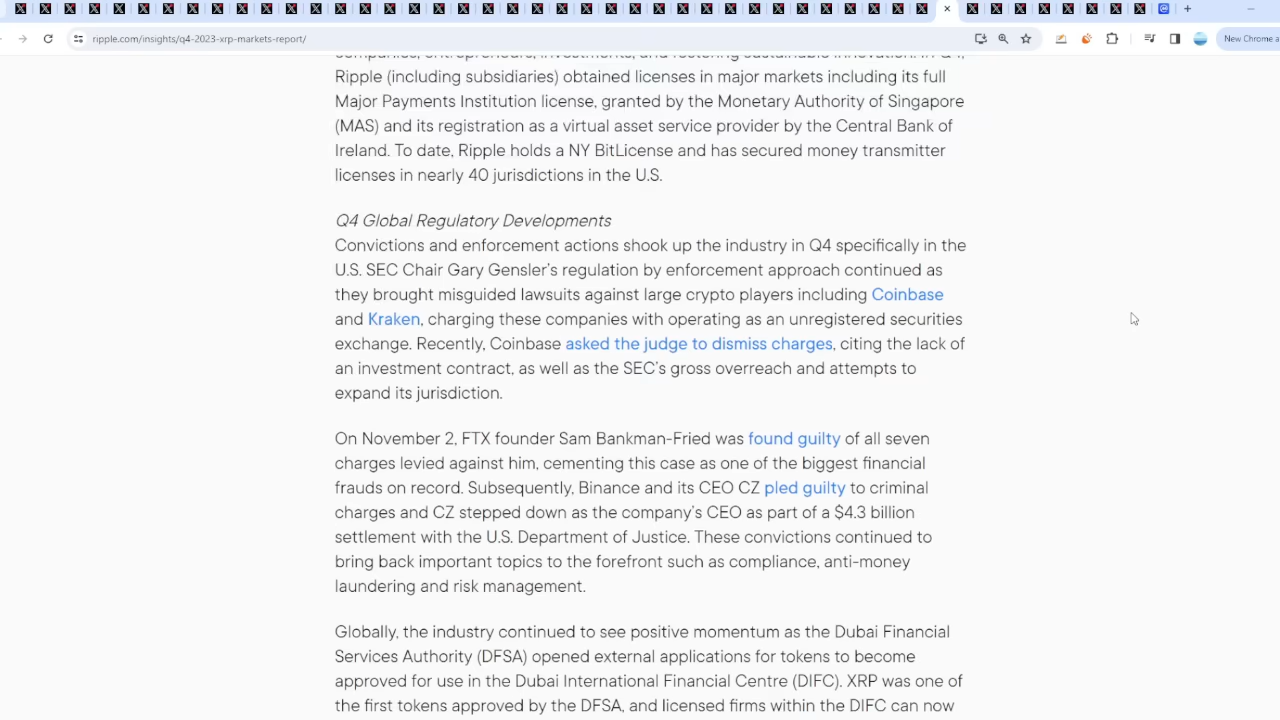 ripple.com/insights/q4-2023-xrp-markets-report/
New Chrome a
companies, entrepreneurs, investments, and fostering sustainable innovation. In Q4,
Ripple (including subsidiaries) obtained licenses in major markets including its full
Major Payments Institution license, granted by the Monetary Authority of Singapore
(MAS) and its registration as a virtual asset service provider by the Central Bank of
Ireland. To date, Ripple holds a NY BitLicense and has secured money transmitter
licenses in nearly 40 jurisdictions in the U.S.
Q4 Global Regulatory Developments
Convictions and enforcement actions shook up the industry in Q4 specifically in the
U.S. SEC Chair Gary Gensler's regulation by enforcement approach continued as
they brought misguided lawsuits against large crypto players including Coinbase
and Kraken, charging these companies with operating as an unregistered securities
exchange. Recently, Coinbase asked the judge to dismiss charges, citing the lack of
an investment contract, as well as the SEC's gross overreach and attempts to
expand its jurisdiction.
On November 2, FTX founder Sam Bankman-Fried was found guilty of all seven
charges levied against him, cementing this case as one of the biggest financial
frauds on record. Subsequently, Binance and its CEO CZ pled guilty to criminal
charges and CZ stepped down as the company's CEO as part of a $4.3 billion
settlement with the U.S. Department of Justice. These convictions continued to
bring back important topics to the forefront such as compliance, anti-money
laundering and risk management.
Globally, the industry continued to see positive momentum as the Dubai Financial
Services Authority (DFSA) opened external applications for tokens to become
approved for use in the Dubai International Financial Centre (DIFC). XRP was one of
the first tokens approved by the DFSA, and licensed firms within the DIFC can now